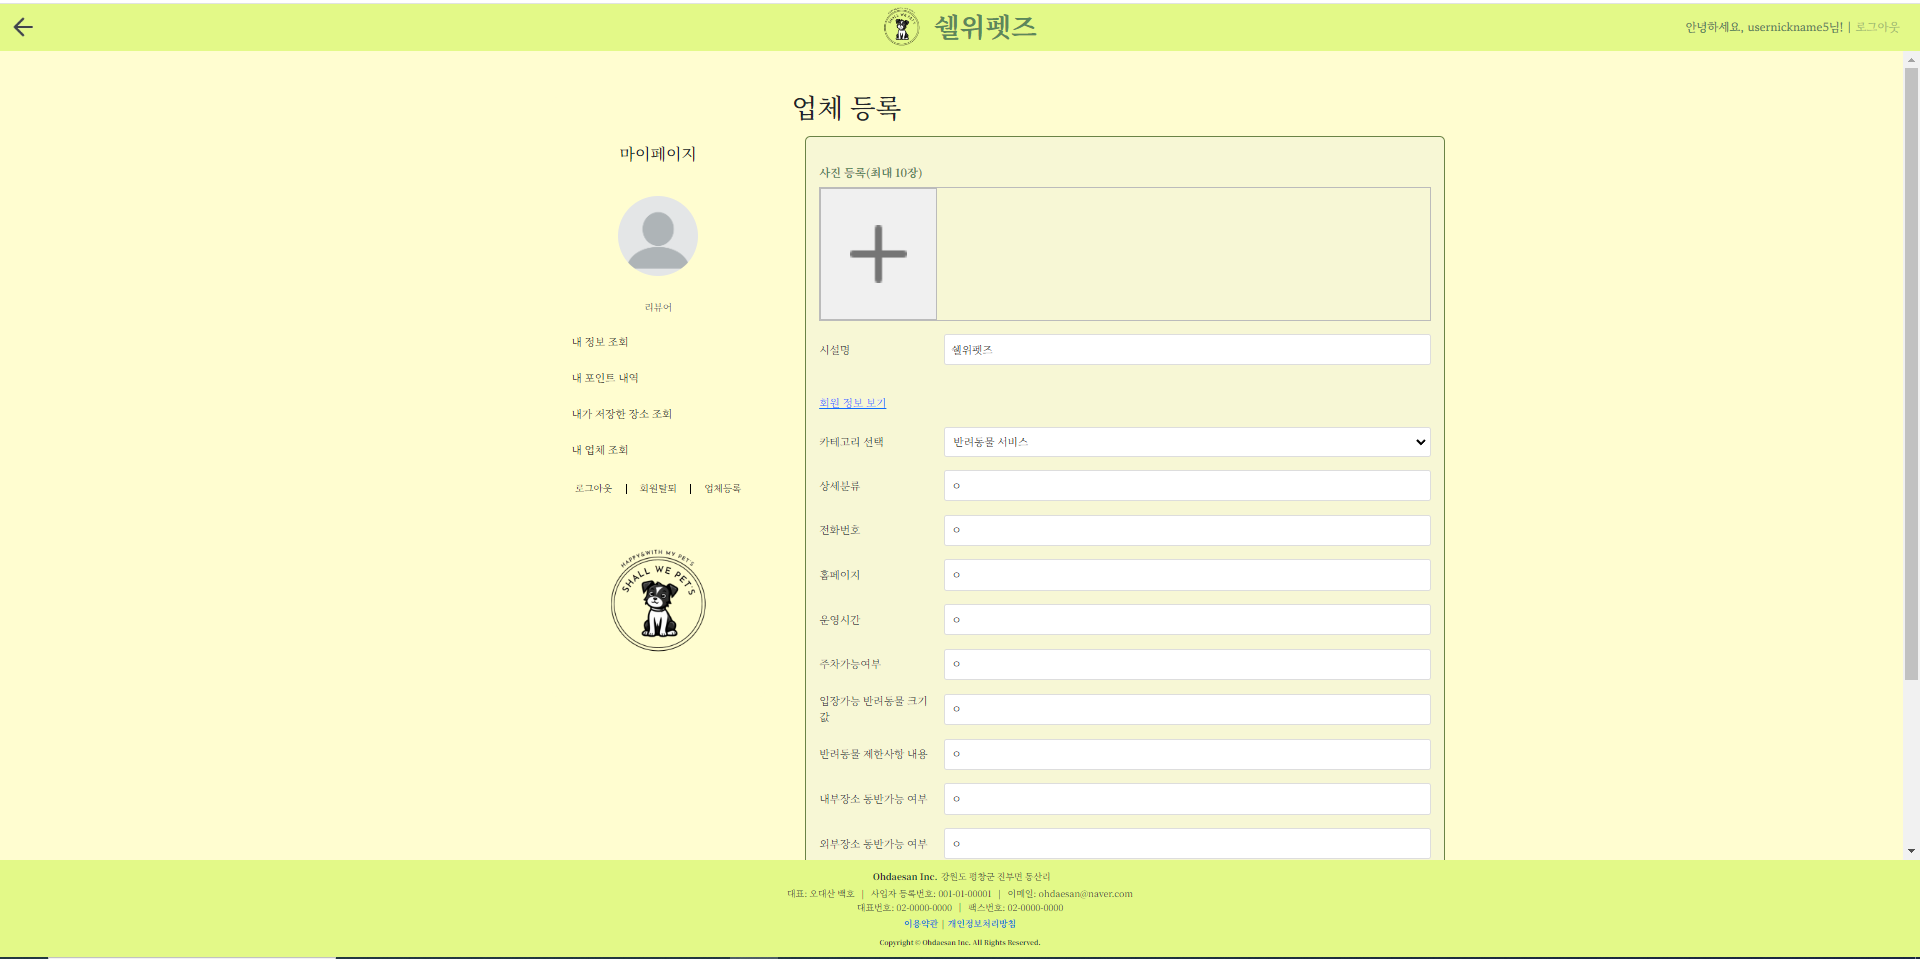 쉘위펫즈
안녕하세요, usernickname5님! | 로그아웃
업체 등록
마이페이지
리뷰어
내 정보 조회
내 포인트 내역
내가 저장한 장소 조회
내 업체 조회
로그아웃 | 회원탈퇴 | 업체등록
HAPPY&WITH MY PET'S
SHALL WE PET'S
사진 등록(최대 10장)
시설명
쉘위펫즈
회원 정보 보기
카테고리 선택
반려동물 서비스
상세분류
ㅇ
전화번호
ㅇ
홈페이지
ㅇ
운영시간
ㅇ
주차가능여부
ㅇ
입장가능 반려동물 크기
값
ㅇ
반려동물 제한사항 내용
ㅇ
내부장소 동반가능 여부
ㅇ
외부장소 동반가능 여부
ㅇ
Ohdaesan Inc. 강원도 평창군 진부면 동산리
대표: 오대산 백호 | 사업자 등록번호: 001-01-00001 | 이메일: ohdaesan@naver.com
대표번호: 02-0000-0000 | 팩스번호: 02-0000-0000
이용약관 | 개인정보처리방침
Copyright © Ohdaesan Inc. All Rights Reserved.